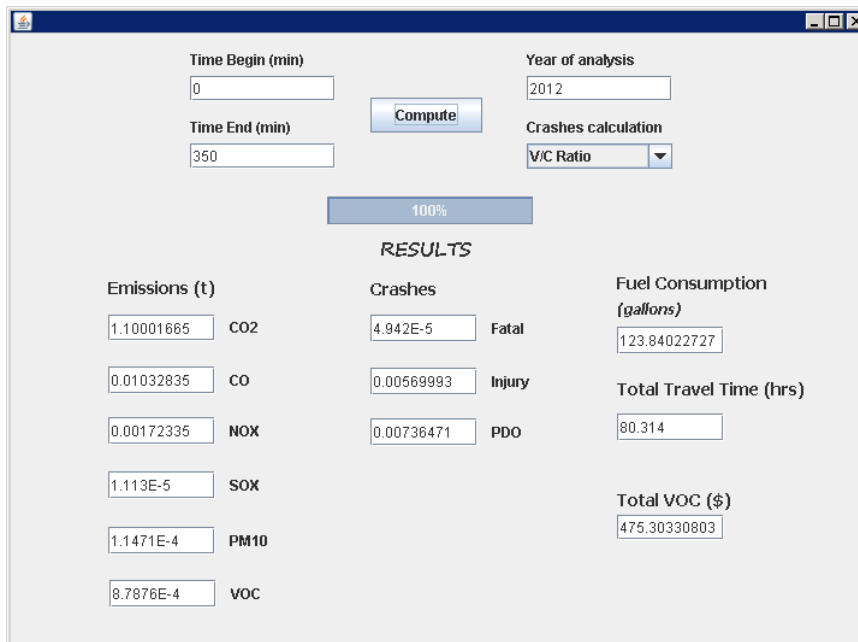 Time Begin (min)
0
Time End (min)
350
Compute
Year of analysis
2012
Crashes calculation
V/C Ratio
100%
RESULTS
Emissions (t)
1.10001665 CO2
0.01032835 CO
0.00172335 NOX
1.113E-5 SOX
1.1471E-4 PM10
8.7876E-4 VOC
Crashes
4.942E-5 Fatal
0.00569993 Injury
0.00736471 PDO
Fuel Consumption
(gallons)
123.84022727
Total Travel Time (hrs)
80.314
Total VOC ($)
475.30330803